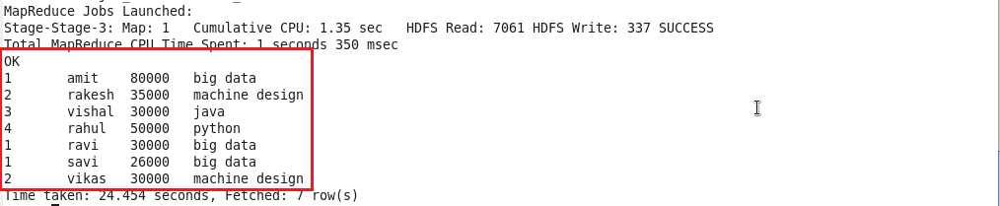 MapReduce Jobs Launched:
Stage-Stage-3: Map: 1   Cumulative CPU: 1.35 sec   HDFS Read: 7061 HDFS Write: 337 SUCCESS
Total MapReduce CPU Time Spent: 1 seconds 350 msec
OK
1       amit    80000   big data
2       rakesh  35000   machine design
3       vishal  30000   java
4       rahul   50000   python
1       ravi    30000   big data
1       savi    26000   big data
2       vikas   30000   machine design
Time taken: 24.454 seconds, Fetched: 7 row(s)